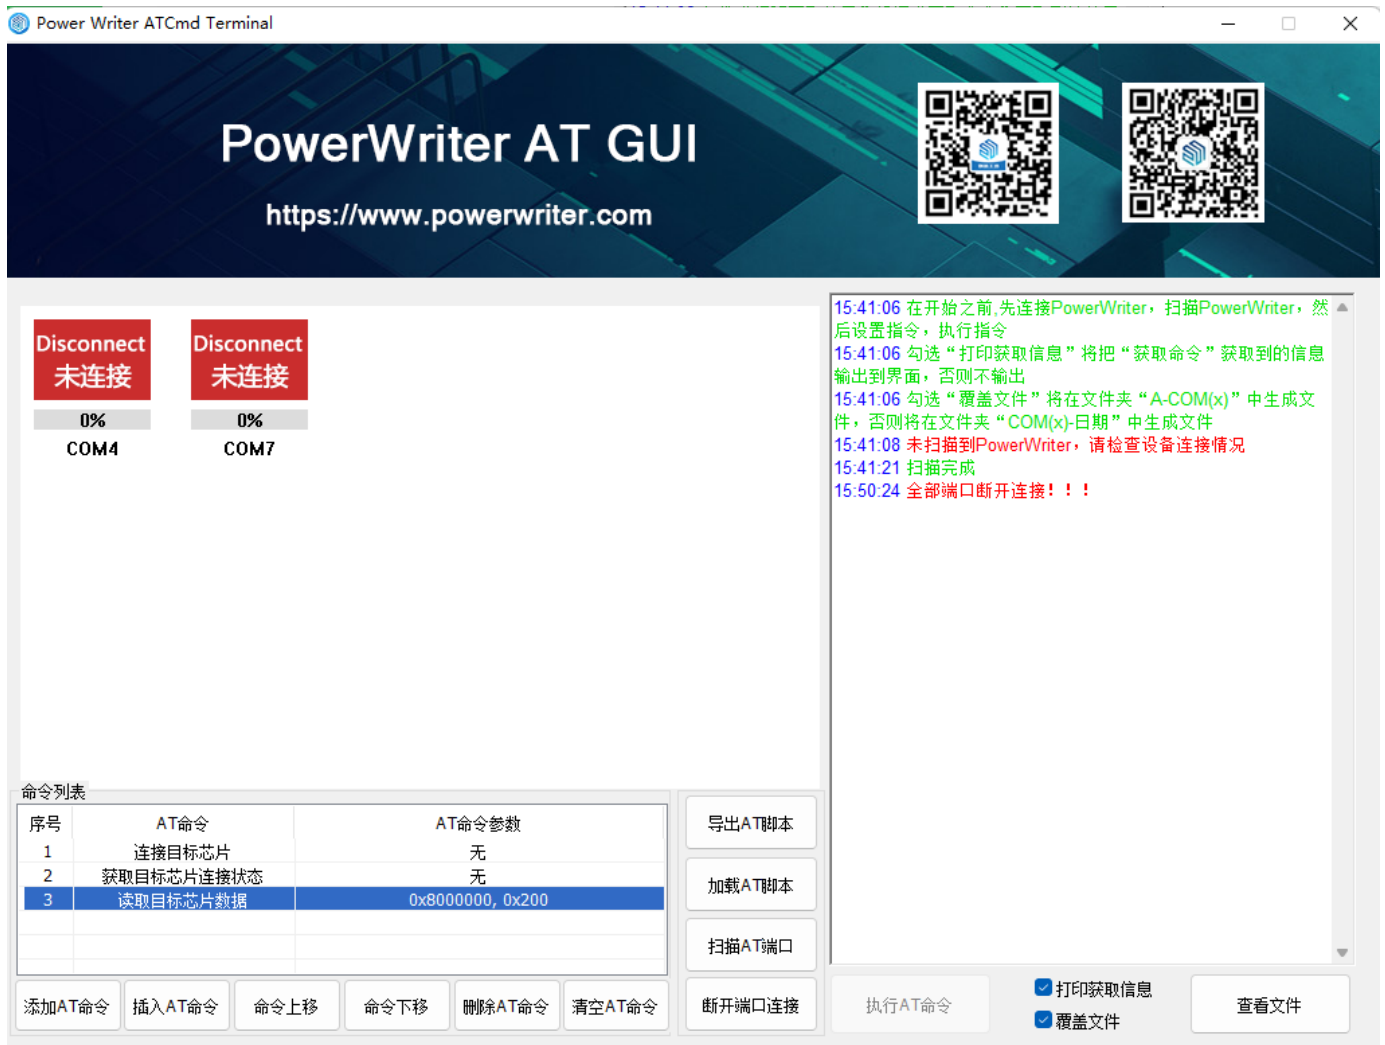 Power Writer ATCmd Terminal
PowerWriter AT GUI
https://www.powerwriter.com
Disconnect
未连接
0%
COM4
Disconnect
未连接
0%
COM7
15:41:06 在开始之前,先连接PowerWriter，扫描PowerWriter，然
后设置指令，执行指令
15:41:06 勾选“打印获取信息”将把“获取命令”获取到的信息
输出到界面，否则不输出
15:41:06 勾选“覆盖文件”将在文件夹“A-COM(x)”中生成文
件，否则将在文件夹“COM(x)-日期”中生成文件
15:41:08 未扫描到PowerWriter，请检查设备连接情况
15:41:21 扫描完成
15:50:24 全部端口断开连接！！！
命令列表
序号 AT命令 AT命令参数
1 连接目标芯片 无
2 获取目标芯片连接状态 无
3 读取目标芯片数据 0x8000000, 0x200
导出AT脚本
加载AT脚本
扫描AT端口
断开端口连接
添加AT命令 插入AT命令 命令上移 命令下移 删除AT命令 清空AT命令
执行AT命令
打印获取信息
覆盖文件
查看文件